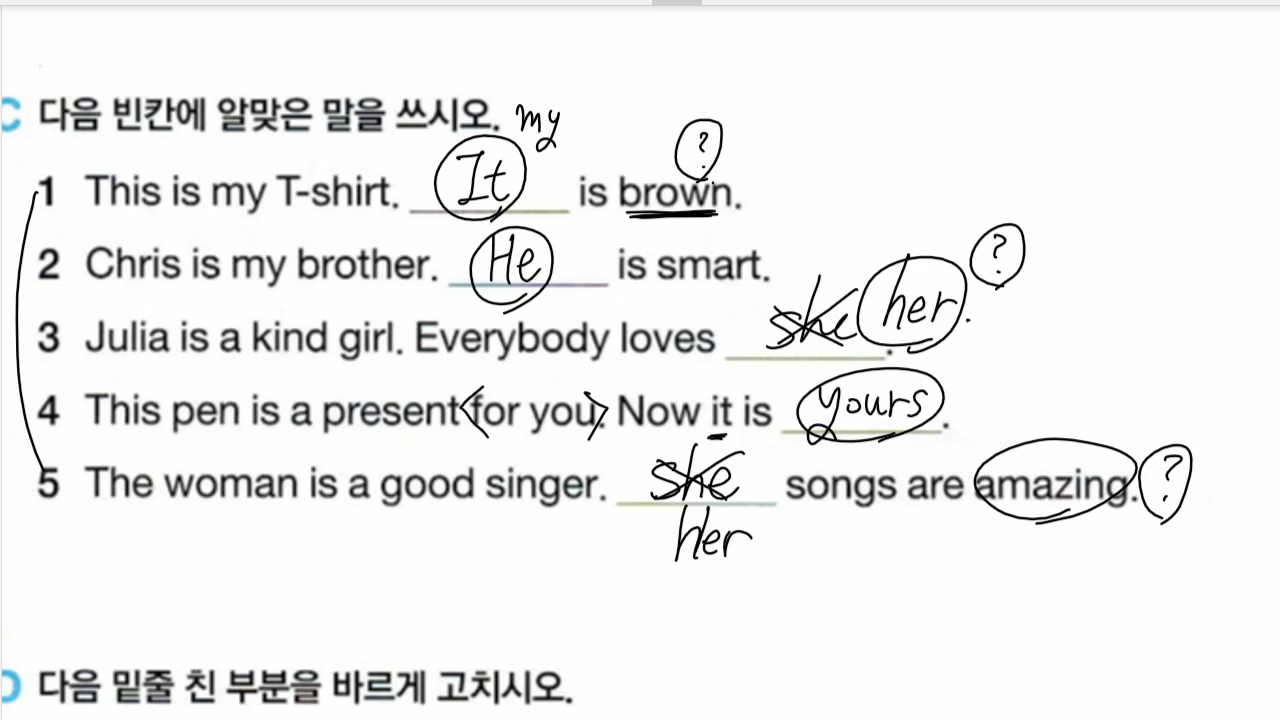 C 다음 빈칸에 알맞은 말을 쓰시오. my
1 This is my T-shirt. It is brown. ?
2 Chris is my brother. He is smart.
3 Julia is a kind girl. Everybody loves she her. ?
4 This pen is a present <for you>. Now it is yours.
5 The woman is a good singer. she songs are amazing. ?
her
D 다음 밑줄 친 부분을 바르게 고치시오.